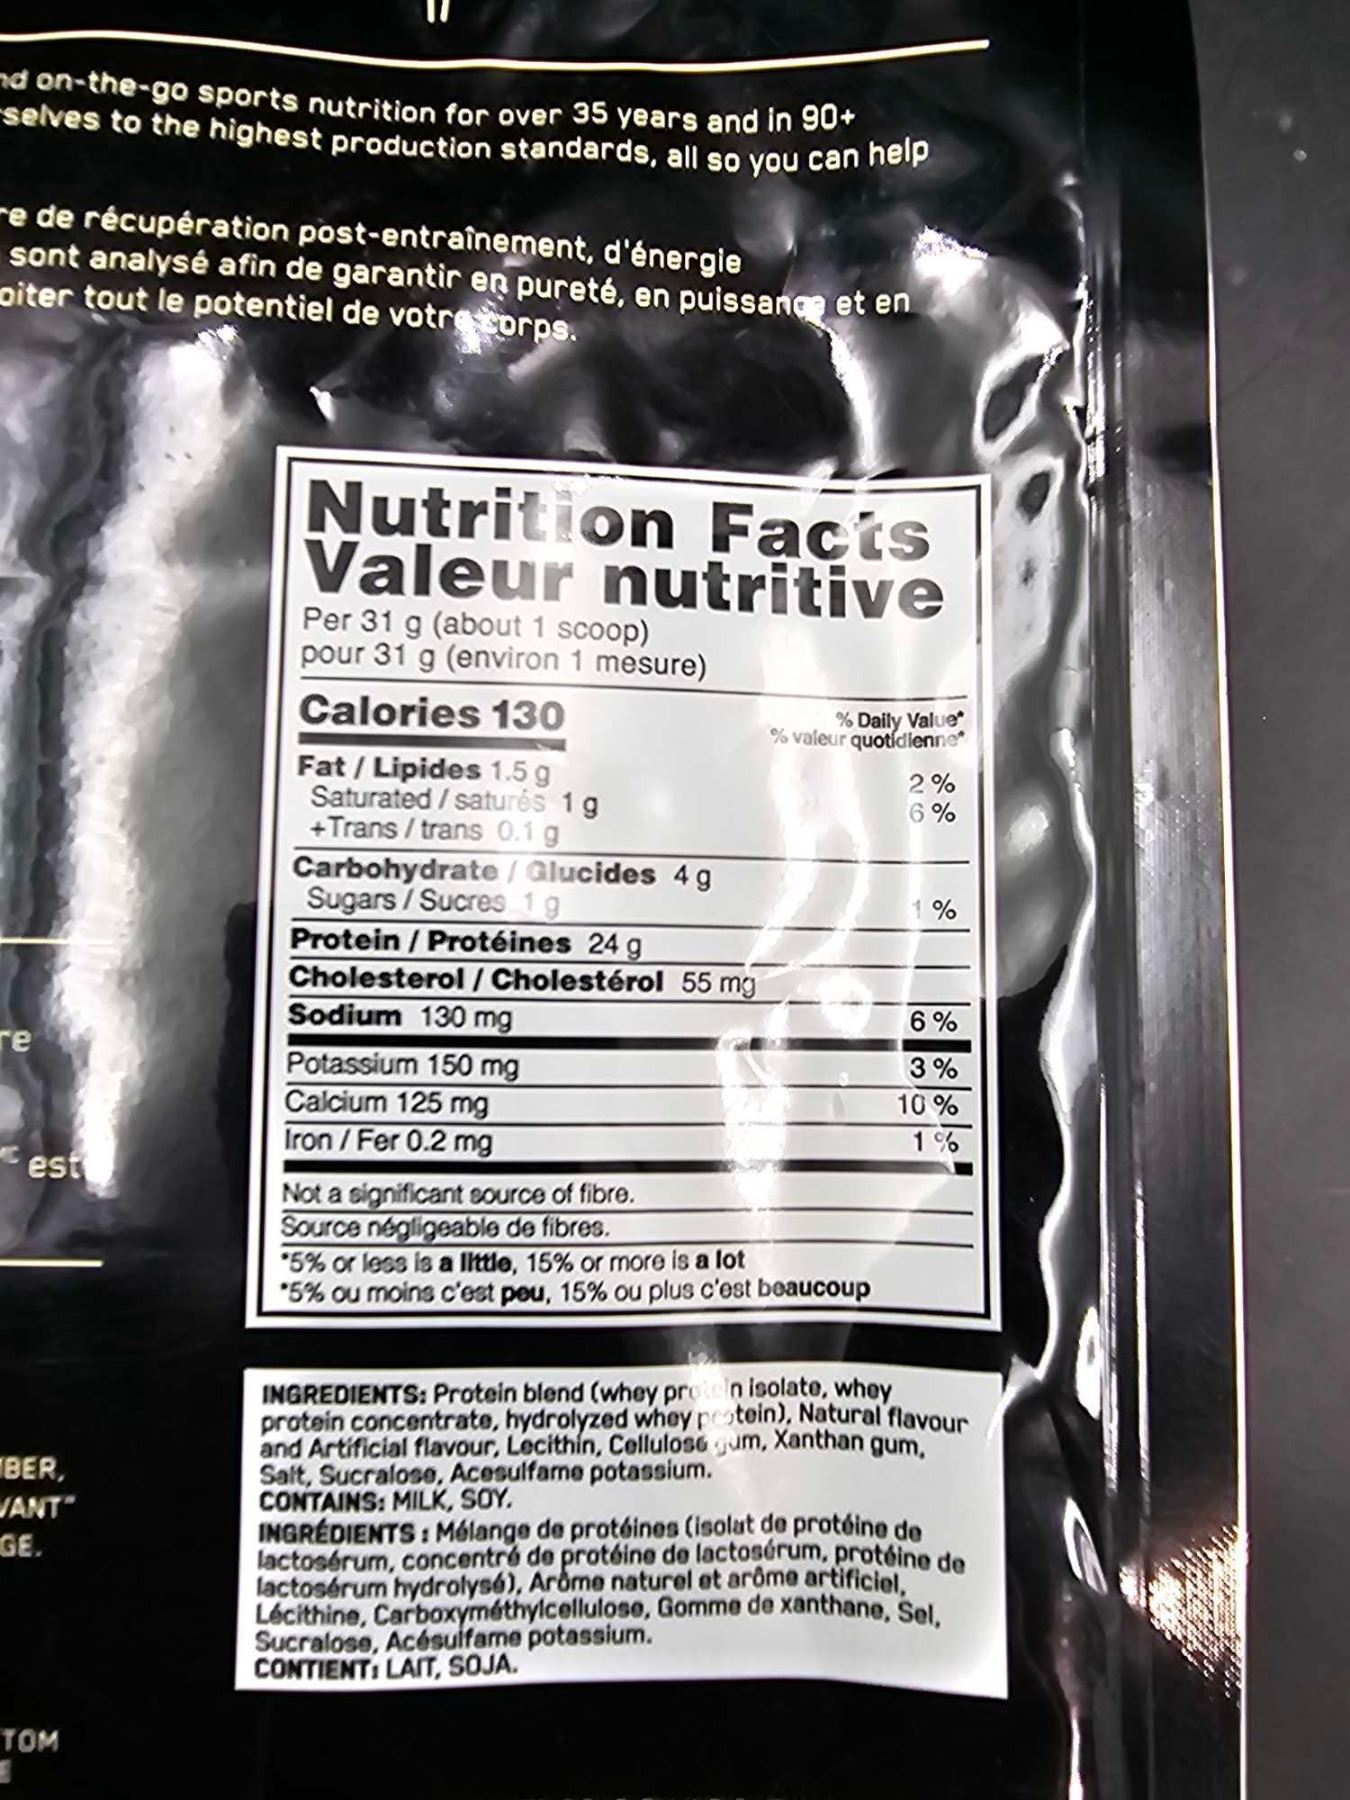 nd on-the-go sports nutrition for over 35 years and in 90+
selves to the highest production standards, all so you can help
re de récupération post-entraînement, d'énergie
sont analysé afin de garantir en pureté, en puissance et en
oiter tout le potentiel de votre corps.
Nutrition Facts
Valeur nutritive
Per 31 g (about 1 scoop)
pour 31 g (environ 1 mesure)
Calories 130
% Daily Value*
% valeur quotidienne*
Fat / Lipides 1.5 g 2 %
Saturated / saturés 1 g 6 %
+Trans / trans 0.1 g
Carbohydrate / Glucides 4 g
Sugars / Sucres 1 g 1 %
Protein / Protéines 24 g
Cholesterol / Cholestérol 55 mg
Sodium 130 mg 6 %
re
Potassium 150 mg 3 %
Calcium 125 mg 10 %
Iron / Fer 0.2 mg 1 %
est
Not a significant source of fibre.
Source négligeable de fibres.
*5% or less is a little, 15% or more is a lot
*5% ou moins c'est peu, 15% ou plus c'est beaucoup
INGREDIENTS: Protein blend (whey protein isolate, whey
protein concentrate, hydrolyzed whey protein), Natural flavour
and Artificial flavour, Lecithin, Cellulose gum, Xanthan gum,
Salt, Sucralose, Acesulfame potassium.
CONTAINS: MILK, SOY.
INGRÉDIENTS : Mélange de protéines (isolat de protéine de
lactosérum, concentré de protéine de lactosérum, protéine de
lactosérum hydrolysé), Arôme naturel et arôme artificiel,
Lécithine, Carboxyméthylcellulose, Gomme de xanthane, Sel,
Sucralose, Acésulfame potassium.
CONTIENT: LAIT, SOJA.
BER,
VANT
GE.
TOM